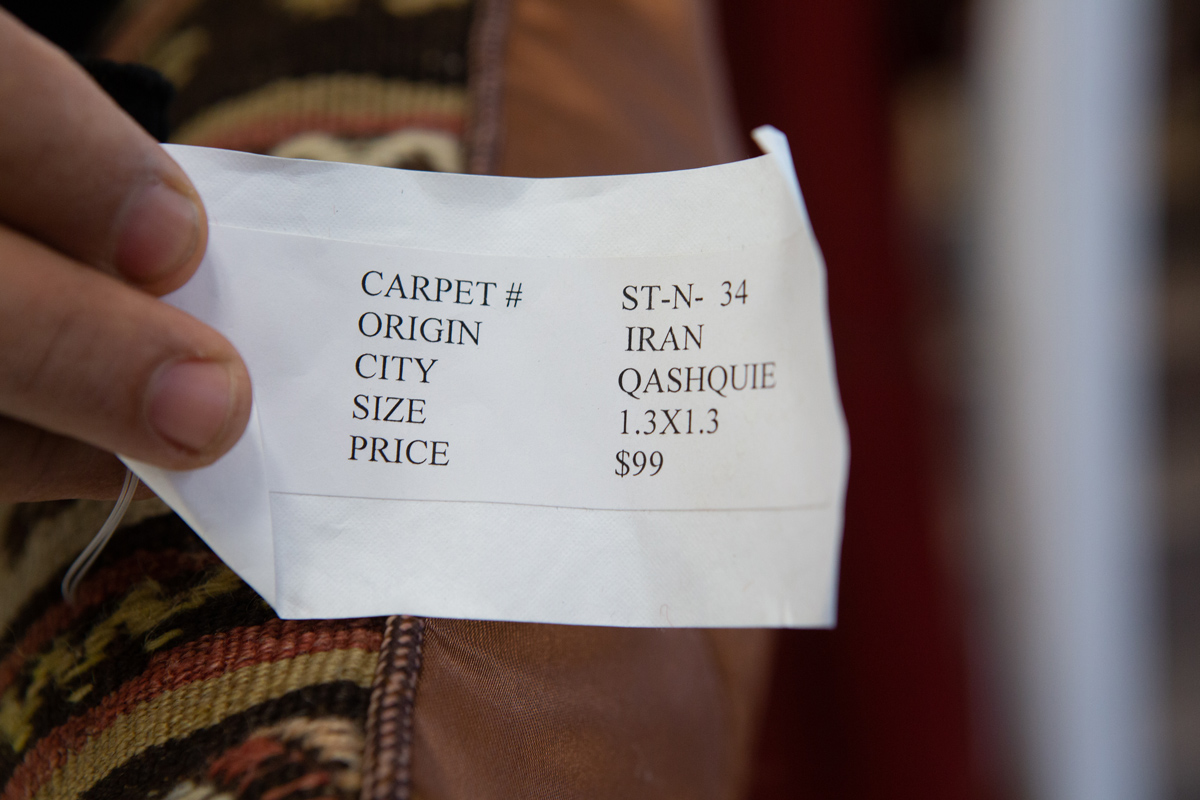 CARPET # ST-N- 34
ORIGIN IRAN
CITY QASHQUIE
SIZE 1.3X1.3
PRICE $99